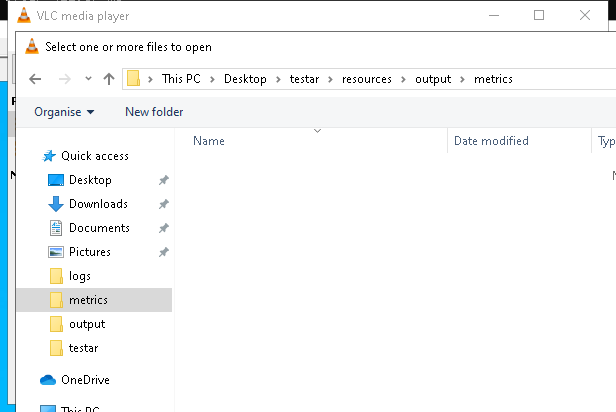 VLC media player
Select one or more files to open
This PC > Desktop > testar > resources > output > metrics
Organise New folder
Name Date modified Typ
Quick access
Desktop
Downloads
Documents
Pictures
logs
metrics
output
testar
OneDrive
This PC